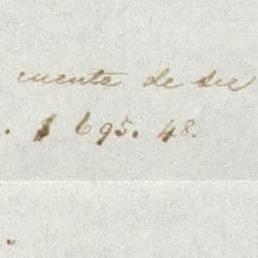 cuenta de su
. $ 695. 48.